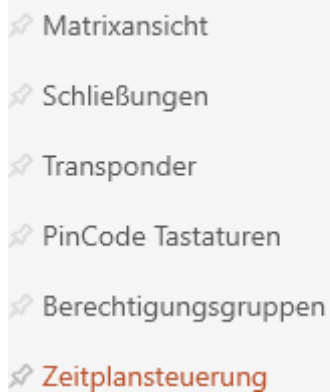 Matrixansicht
Schließungen
Transponder
PinCode Tastaturen
Berechtigungsgruppen
Zeitplansteuerung